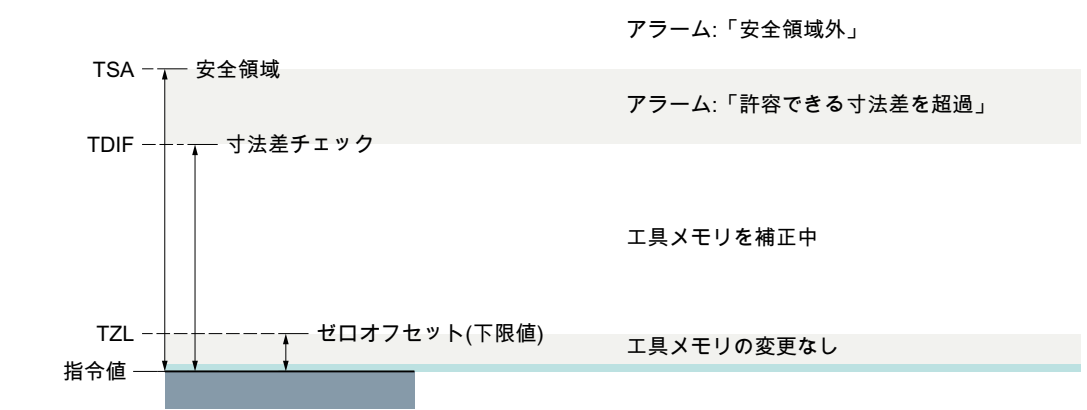 アラーム:「安全領域外」
TSA 安全領域
アラーム:「許容できる寸法差を超過」
TDIF 寸法差チェック
工具メモリを補正中
TZL ゼロオフセット(下限値)
工具メモリの変更なし
指令値